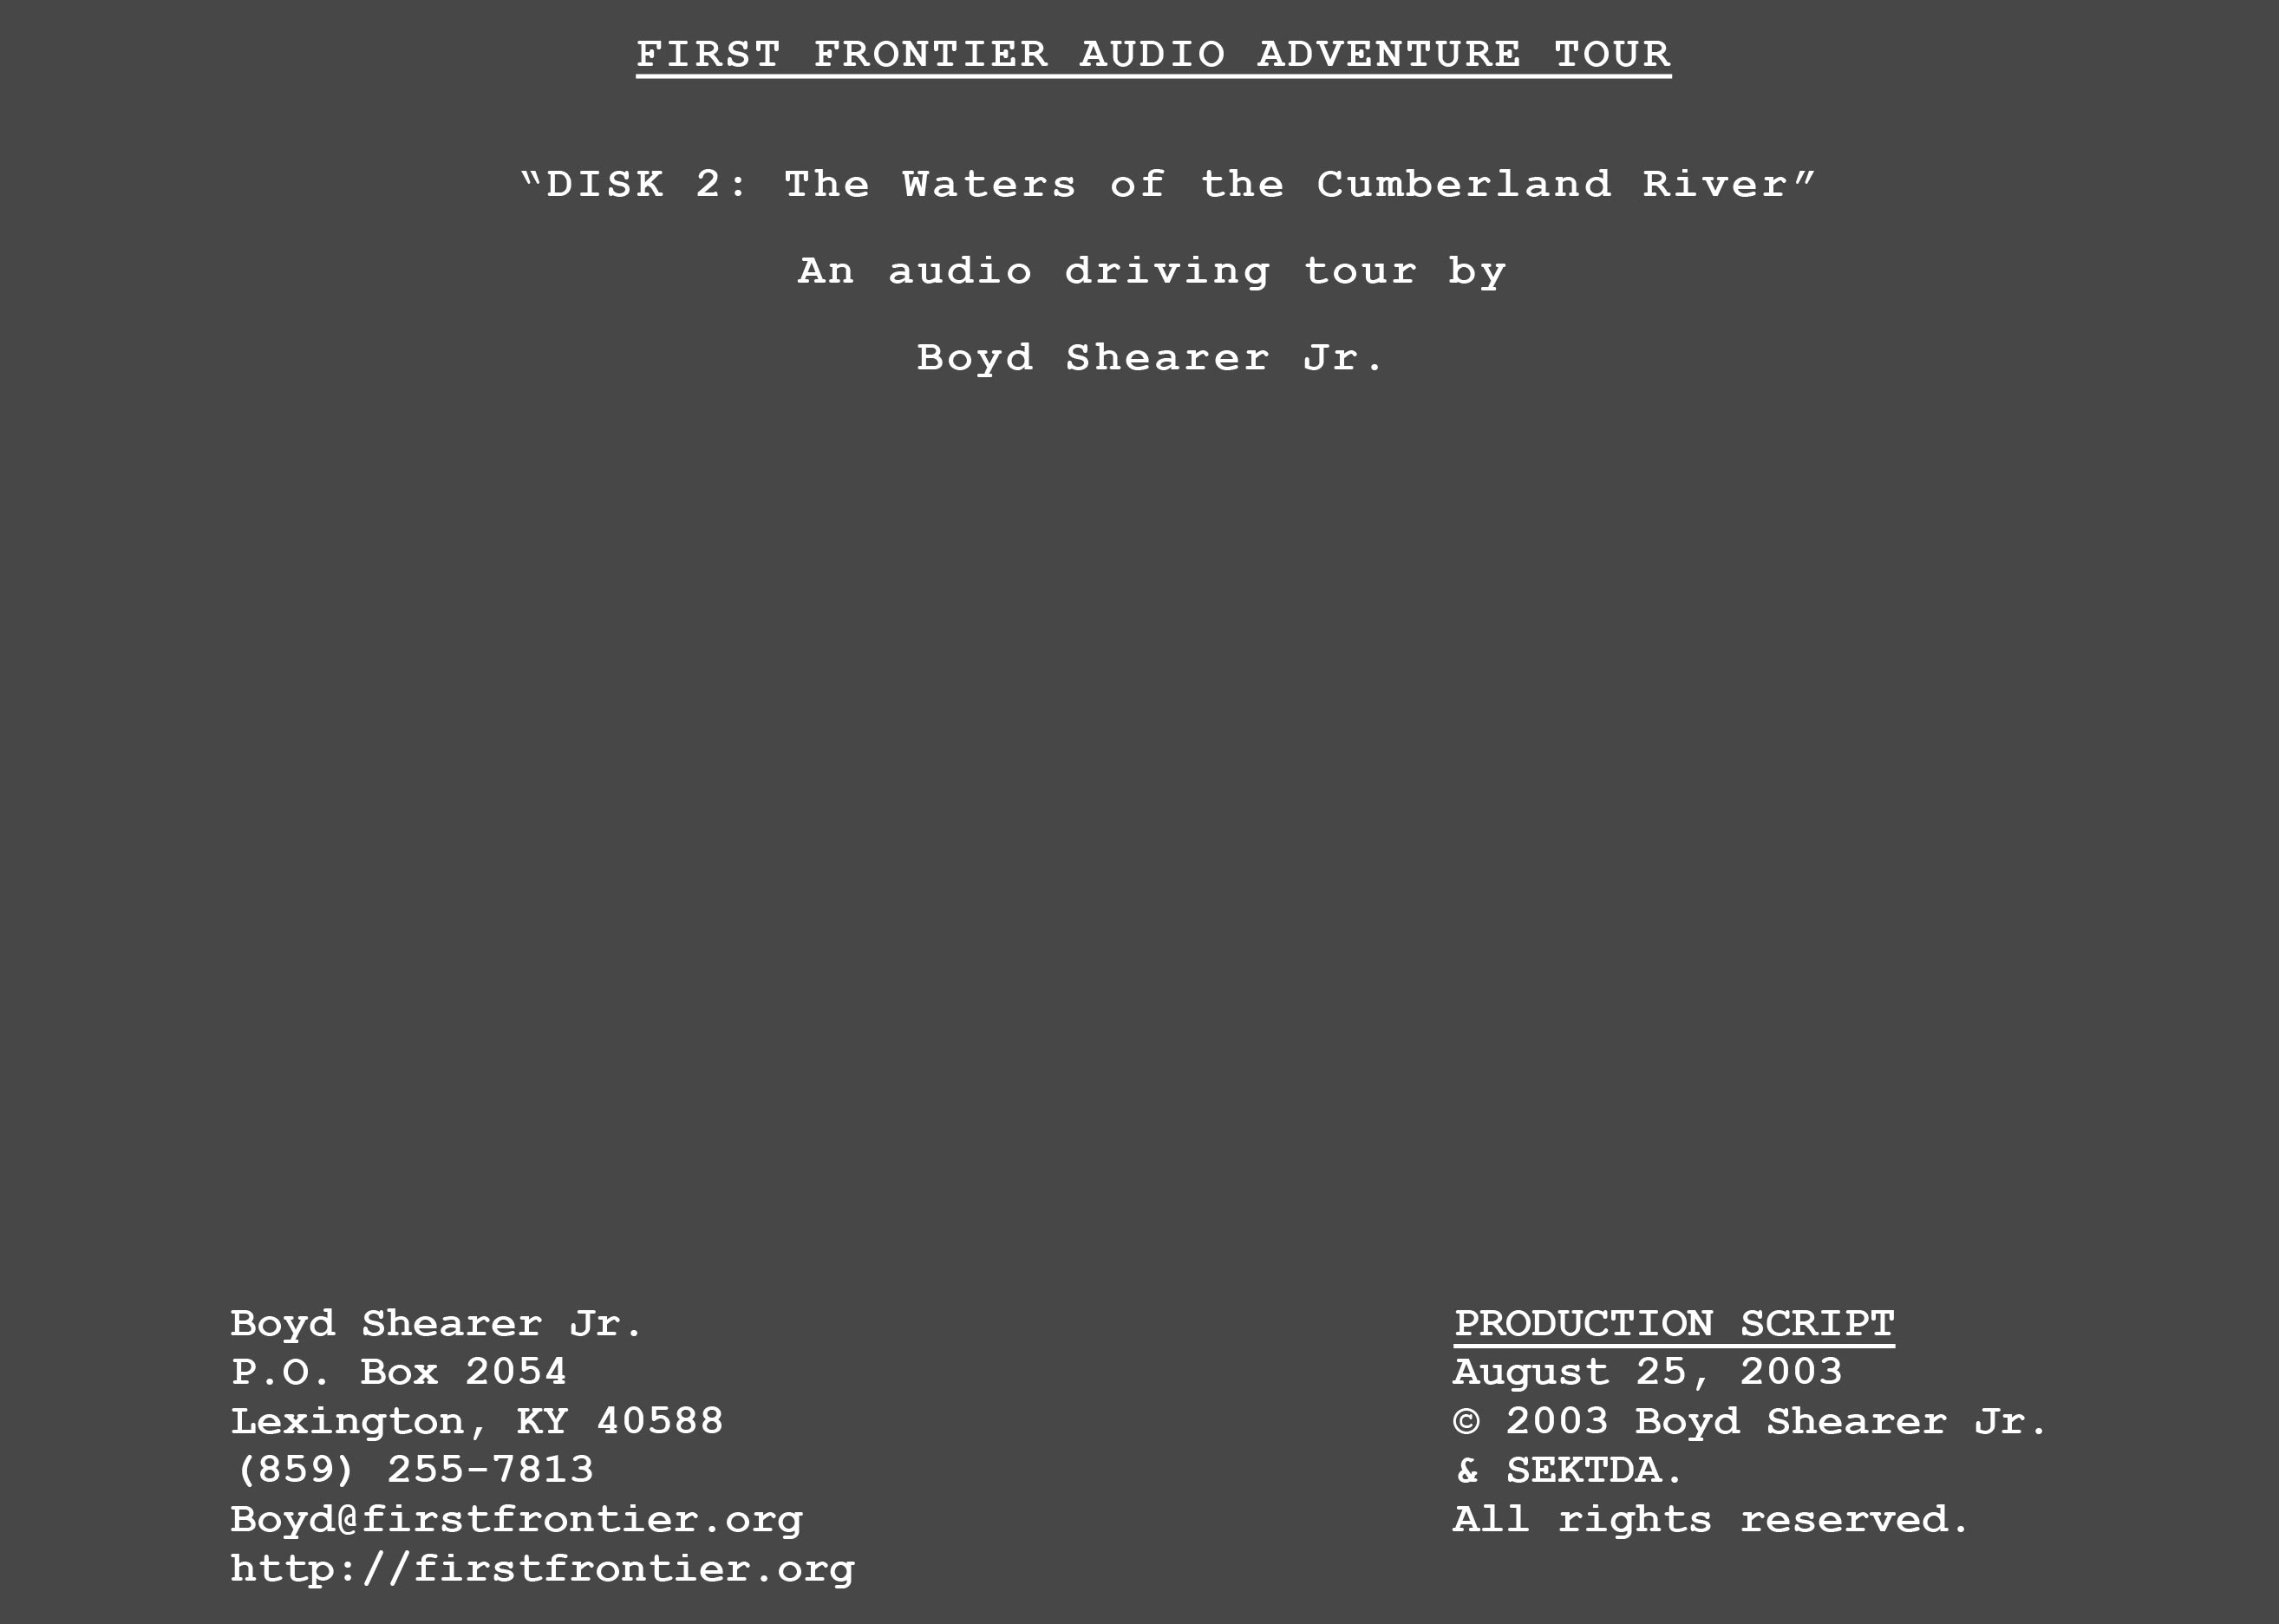 FIRST FRONTIER AUDIO ADVENTURE TOUR
“DISK 2: The Waters of the Cumberland River”
An audio driving tour by
Boyd Shearer Jr.
Boyd Shearer Jr.
P.O. Box 2054
Lexington, KY 40588
(859) 255-7813
Boyd@firstfrontier.org
http://firstfrontier.org
PRODUCTION SCRIPT
August 25, 2003
© 2003 Boyd Shearer Jr.
& SEKTDA.
All rights reserved.